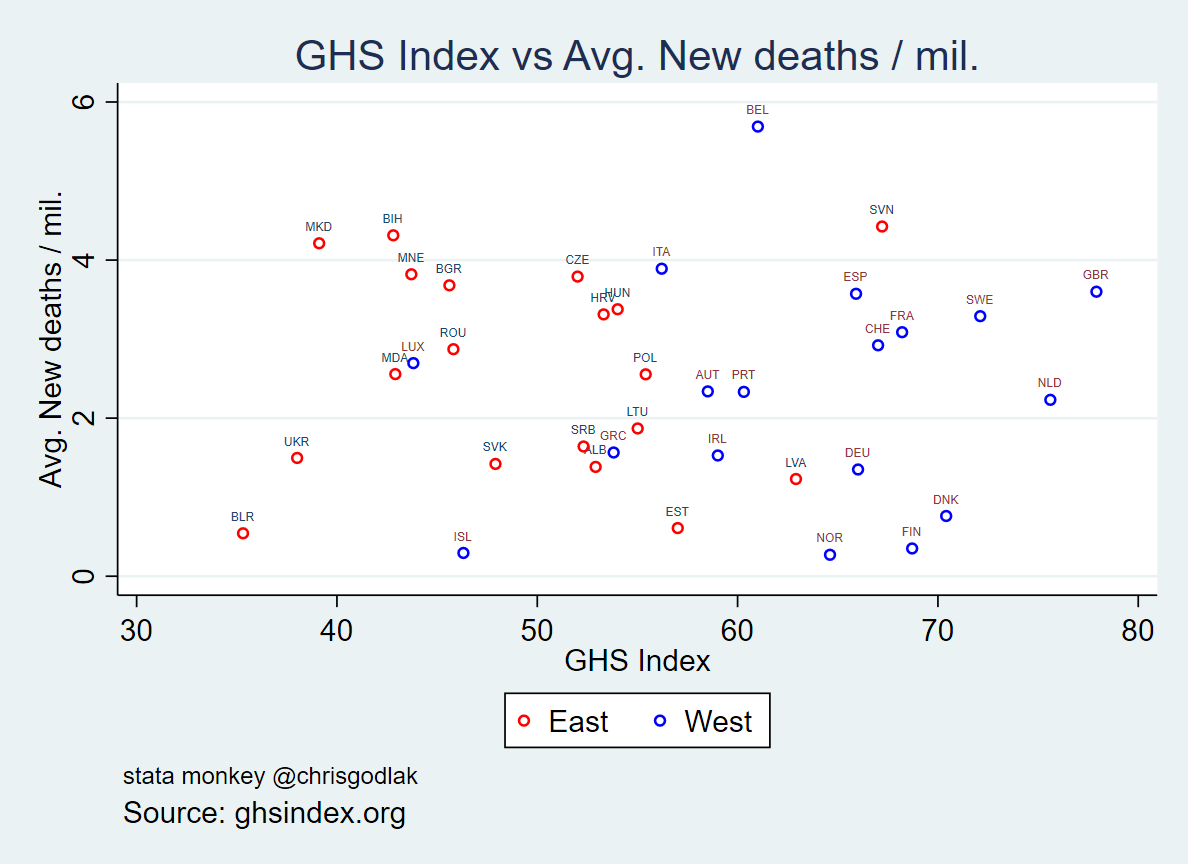 GHS Index vs Avg. New deaths / mil.
Avg. New deaths / mil.
6
4
2
0
BEL
SVN
BIH
MKD
ITA
MNE
CZE
BGR
ESP
GBR
HUN
HRV
SWE
FRA
CHE
ROU
LUX
MDA
POL
AUT
PRT
NLD
LTU
SRB
GRC
IRL
UKR
SVK
ALB
DEU
LVA
DNK
EST
BLR
FIN
ISL
NOR
30 40 50 60 70 80
GHS Index
East West
stata monkey @chrisgodlak
Source: ghsindex.org